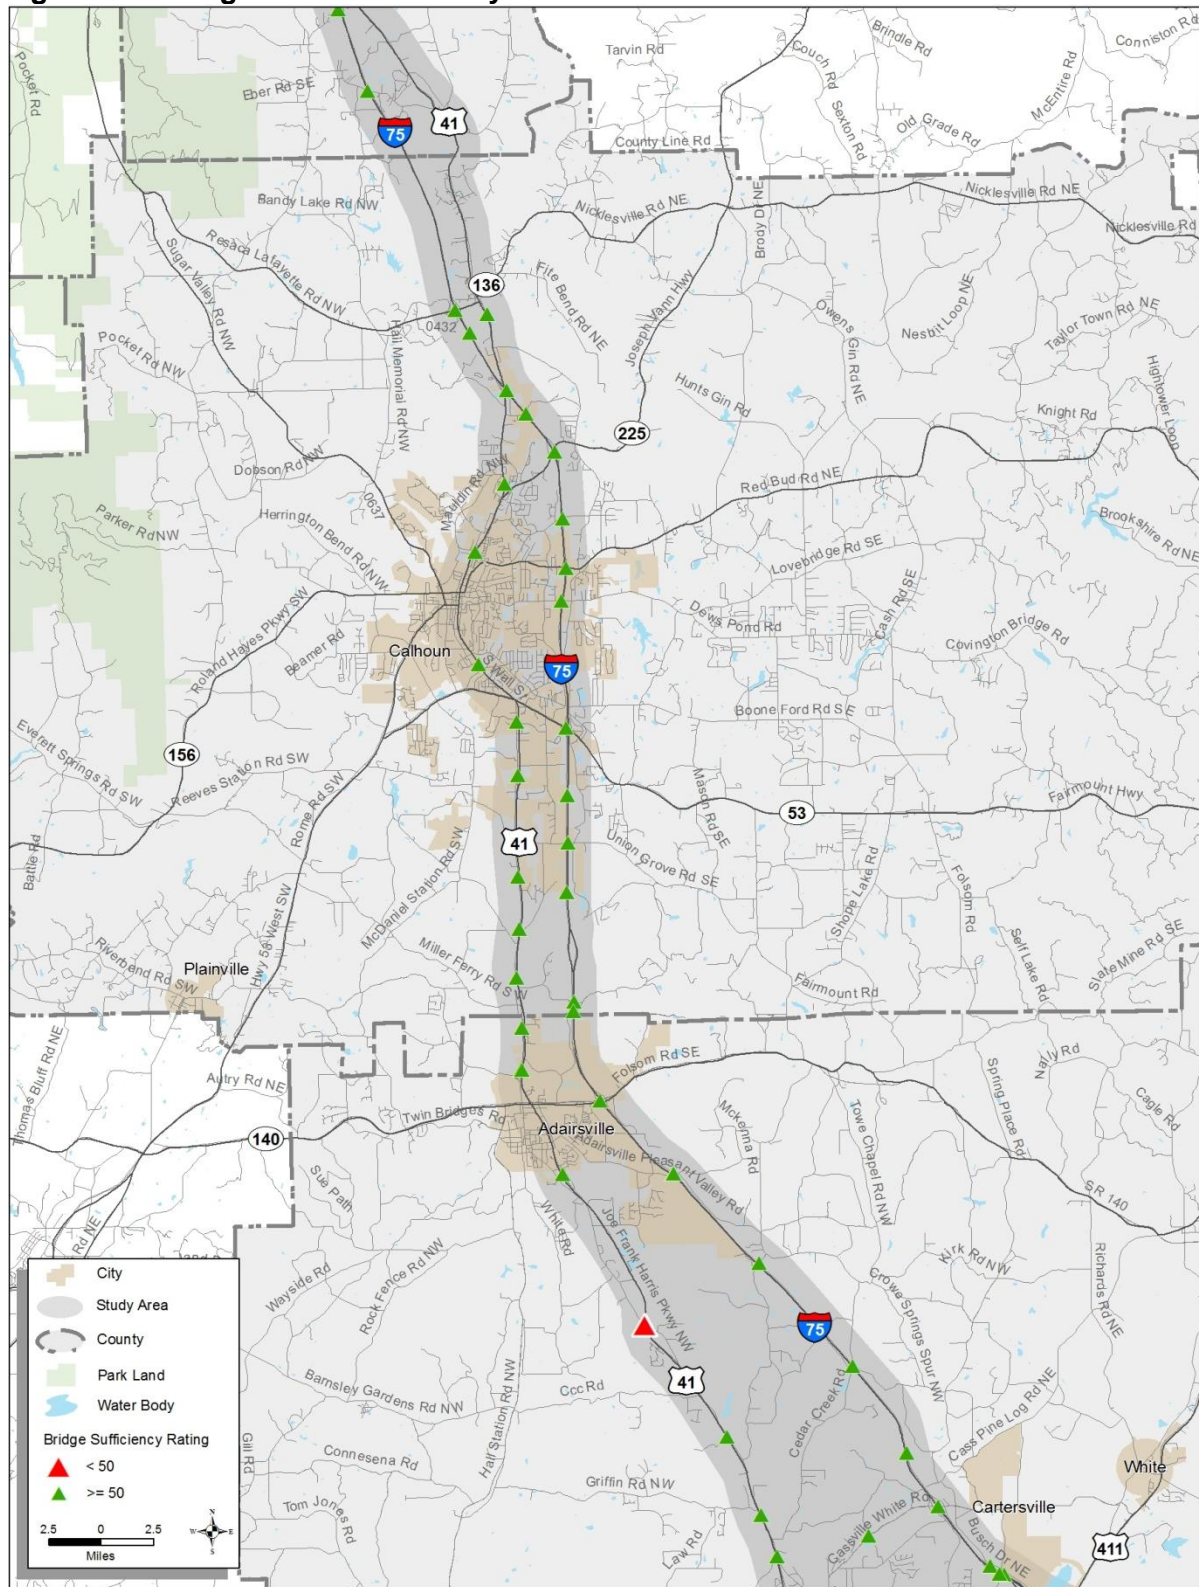 Pocket Rd
Eber Rd SE
41
75
Tarvin Rd
Couch Rd
Brindle Rd
Conniston Rd
Sexton Rd
McEntire Rd
Old Grade Rd
County Line Rd
Bandy Lake Rd NW
Nicklesville Rd NE
Brody Dr NE
Nicklesville Rd NE
Nicklesville Rd
Resaca Lafayette Rd NW
Sugar Valley Rd NW
136
Fite Bend Rd NE
Joseph Vann Hwy
0432
Hall Memorial Rd NW
Pocket Rd NW
Owens Gin Rd NE
Nesbit Loop NE
Taylor Town Rd NE
Hightower Loop
Hunts Gin Rd
Knight Rd
225
Dobson Rd NW
Mauldin Rd NW
0637
Red Bud Rd NE
Parker Rd NW
Herrington Bend Rd NW
Brookshire Rd NE
Lovebridge Rd SE
Cash Rd SE
Roland Hayes Pkwy SW
Beamer Rd
Calhoun
Dews Pond Rd
Covington Bridge Rd
S Wall St
75
Boone Ford Rd SE
156
Everett Springs Rd SW
Reeves Station Rd SW
Rome Rd SW
Mason Rd SE
Fairmount Hwy
53
Battle Rd
41
McDaniel Station Rd SW
Union Grove Rd SE
Shope Lake Rd
Folsom Rd
Hwy 53 West SW
Miller Ferry Rd SW
Self Lake Rd
Slate Mine Rd SE
Riverbend Rd SW
Plainville
Fairmount Rd
Thomas Bluff Rd NE
Autry Rd NE
Folsom Rd SE
Nally Rd
Spring Place Rd
Cagle Rd
Twin Bridges Rd
140
Adairsville
Mckenna Rd
Towe Chapel Rd NW
Adairsville Pleasant Valley Rd
SR 140
Sue Path
White Rd
Joe Frank Harris Pkwy NW
Rd NE
Kirk Rd NW
Richards Rd NE
Wayside Rd
Rock Fence Rd NW
Crowe Springs Spur NW
75
41
Ccc Rd
Barnsley Gardens Rd NW
Hall Station Rd NW
Cedar Creek Rd
Cass Pine Log Rd NE
Gill Rd
Connesena Rd
Griffin Rd NW
White
Tom Jones Rd
Law Rd
Cassville White Rd
Cartersville
Busch Dr NE
411
City
Study Area
County
Park Land
Water Body
Bridge Sufficiency Rating
< 50
>= 50
2.5 0 2.5
Miles
N
W E
S